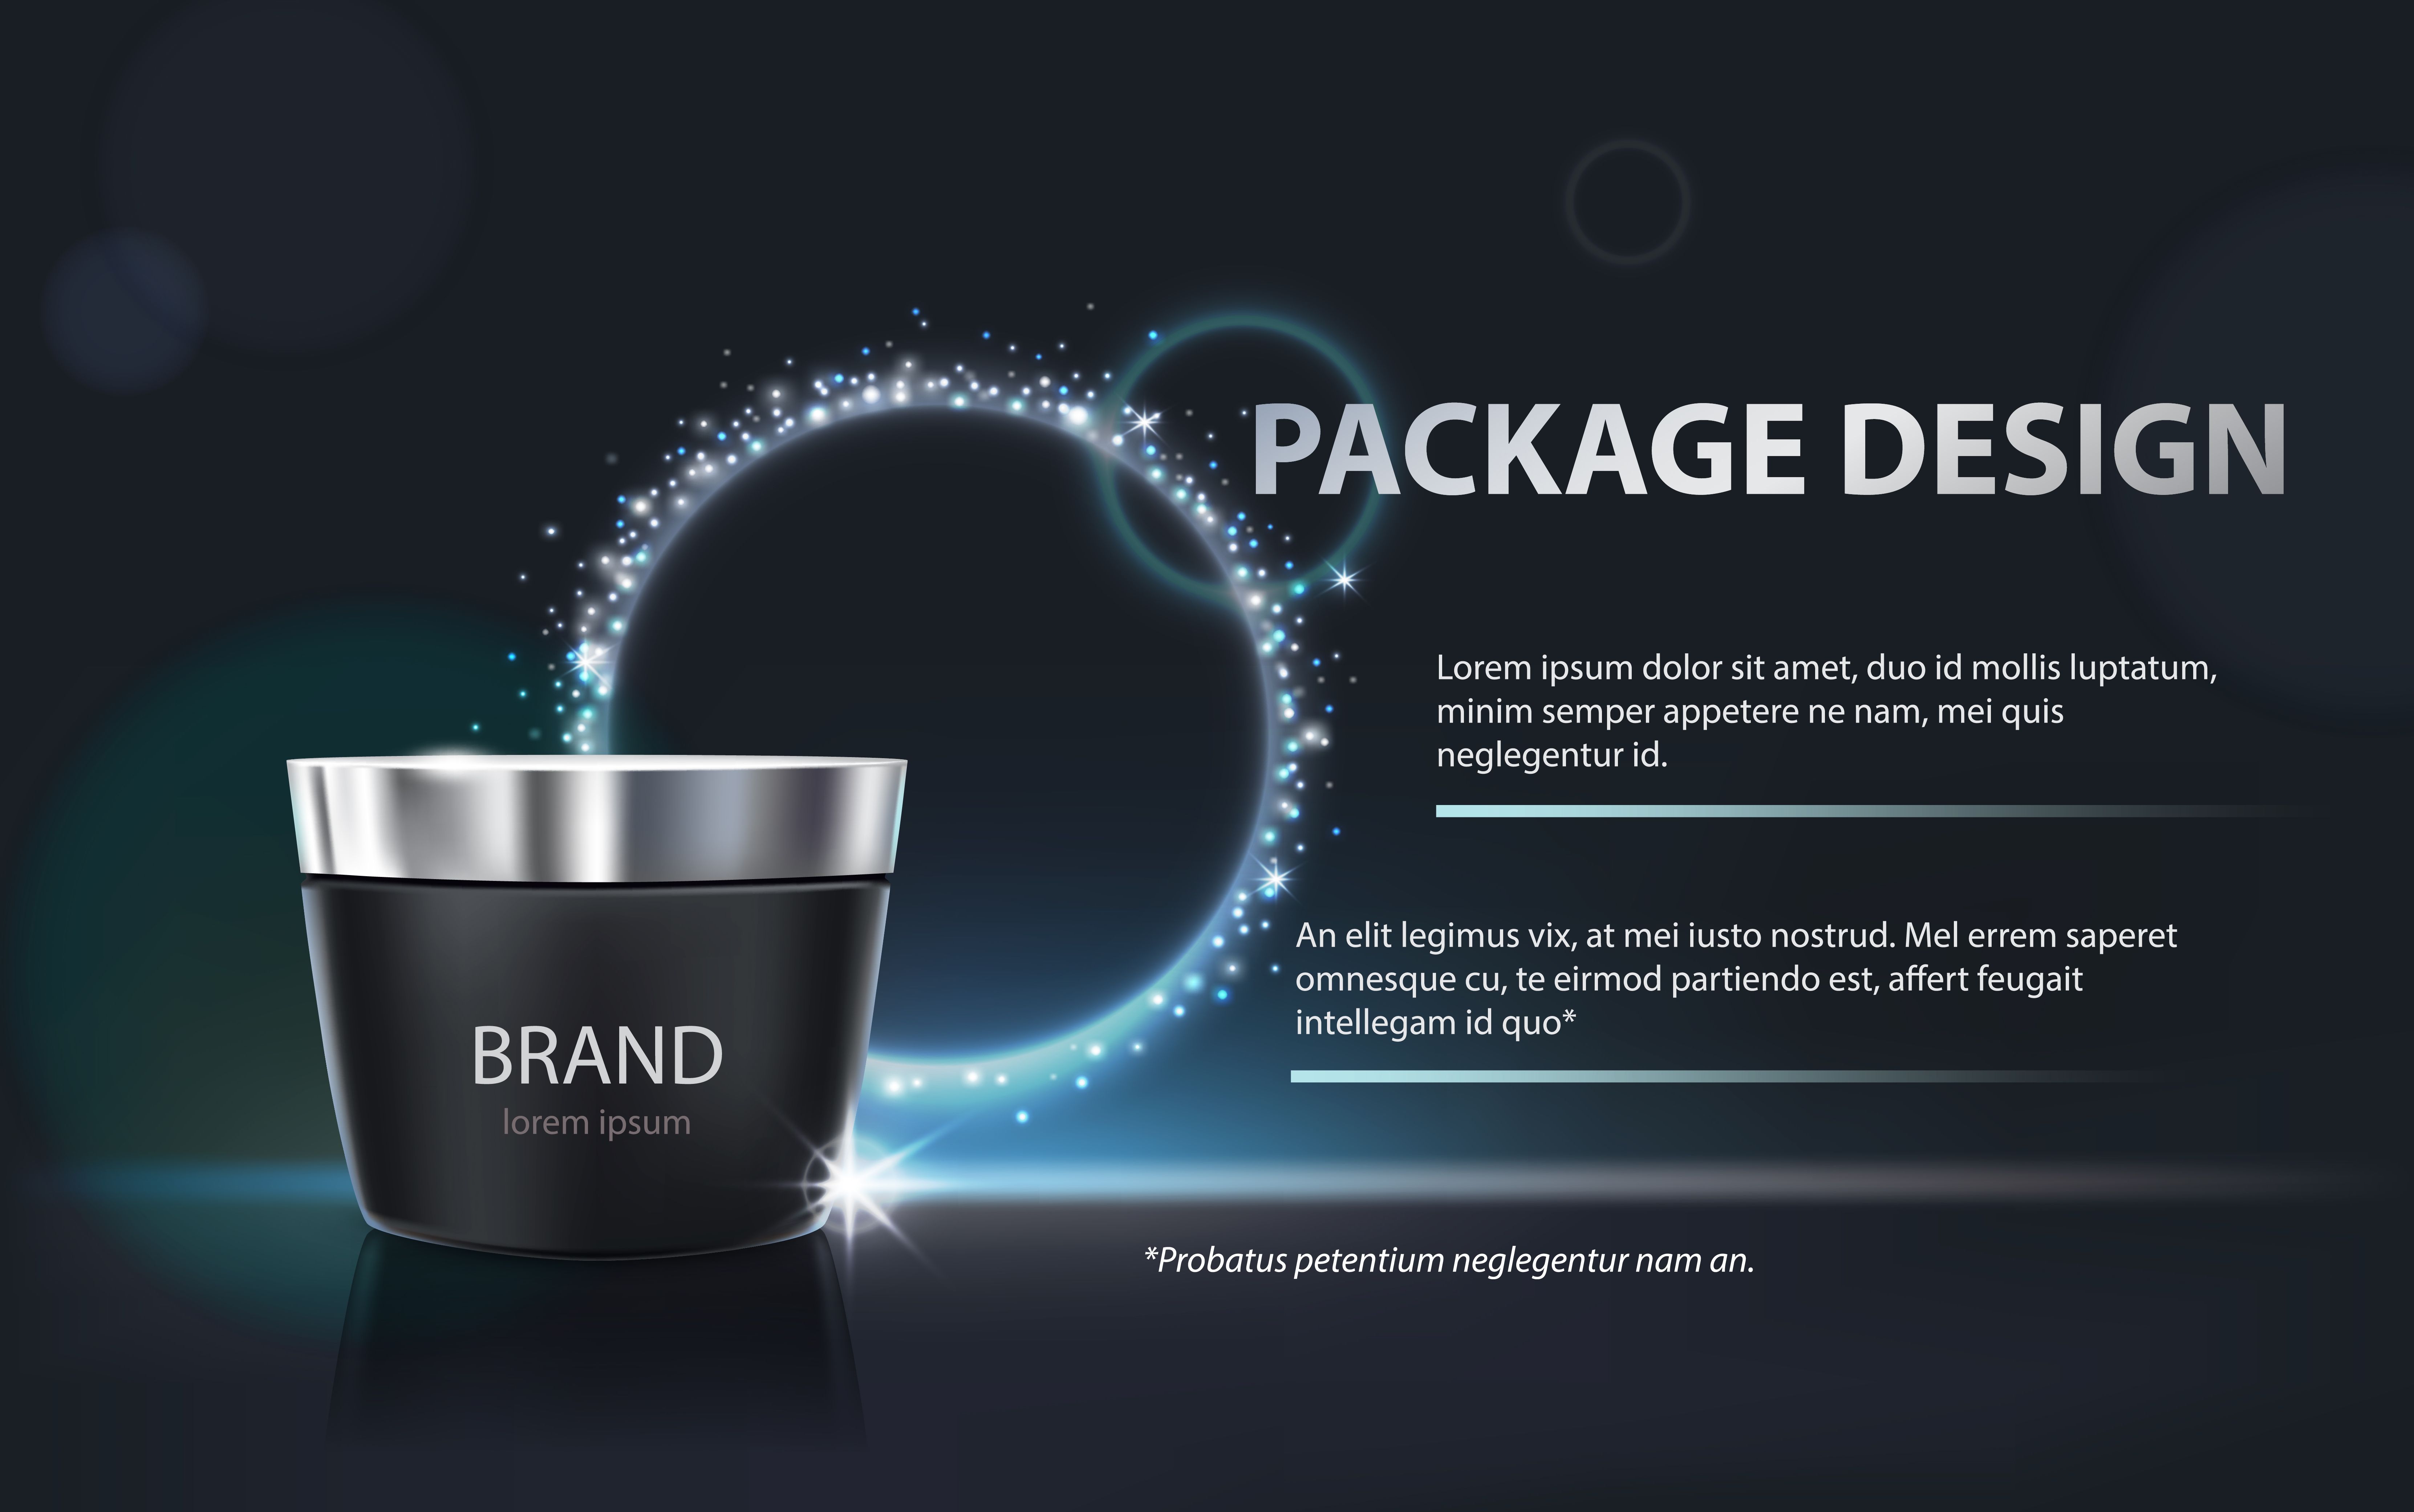 PACKAGE DESIGN
Lorem ipsum dolor sit amet, duo id mollis luptatum,
minim semper appetere ne nam, mei quis
neglegentur id.
An elit legimus vix, at mei iusto nostrud. Mel errem saperet
omnesque cu, te eirmod partiendo est, affert feugait
intellegam id quo*
BRAND
lorem ipsum
*Probatus petentium neglegentur nam an.